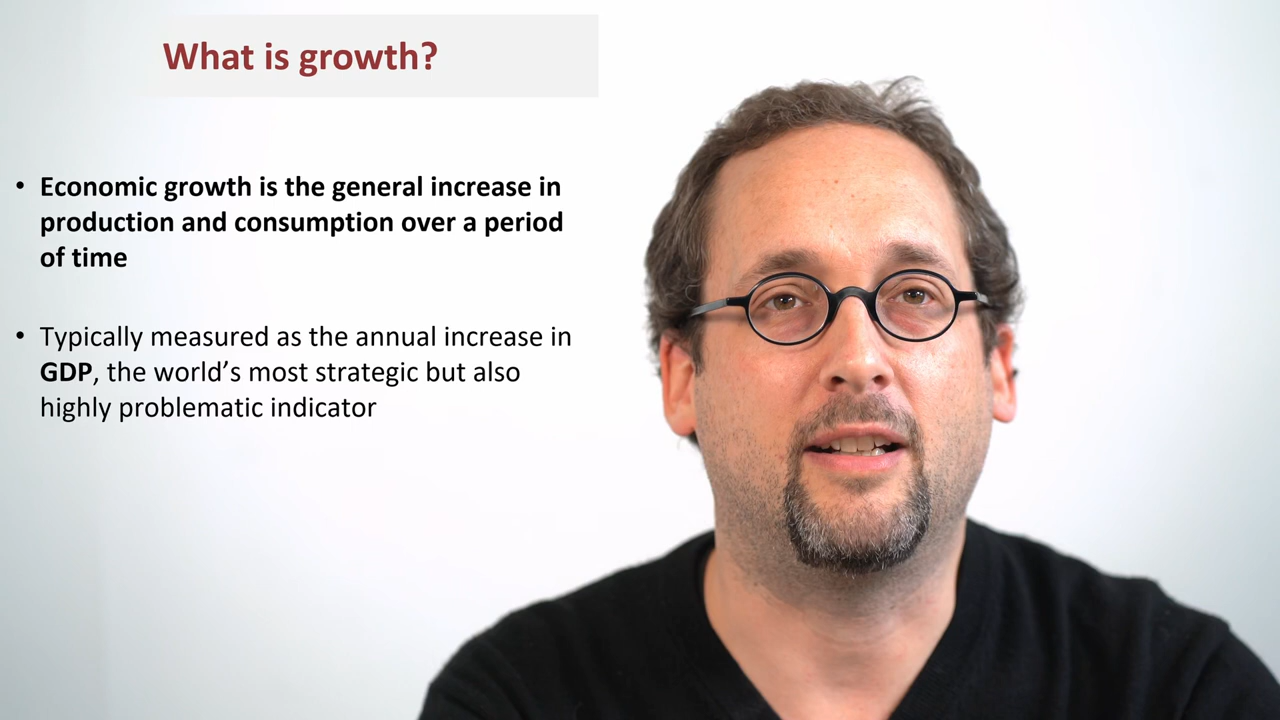 What is growth?
• Economic growth is the general increase in
production and consumption over a period
of time
• Typically measured as the annual increase in
GDP, the world’s most strategic but also
highly problematic indicator